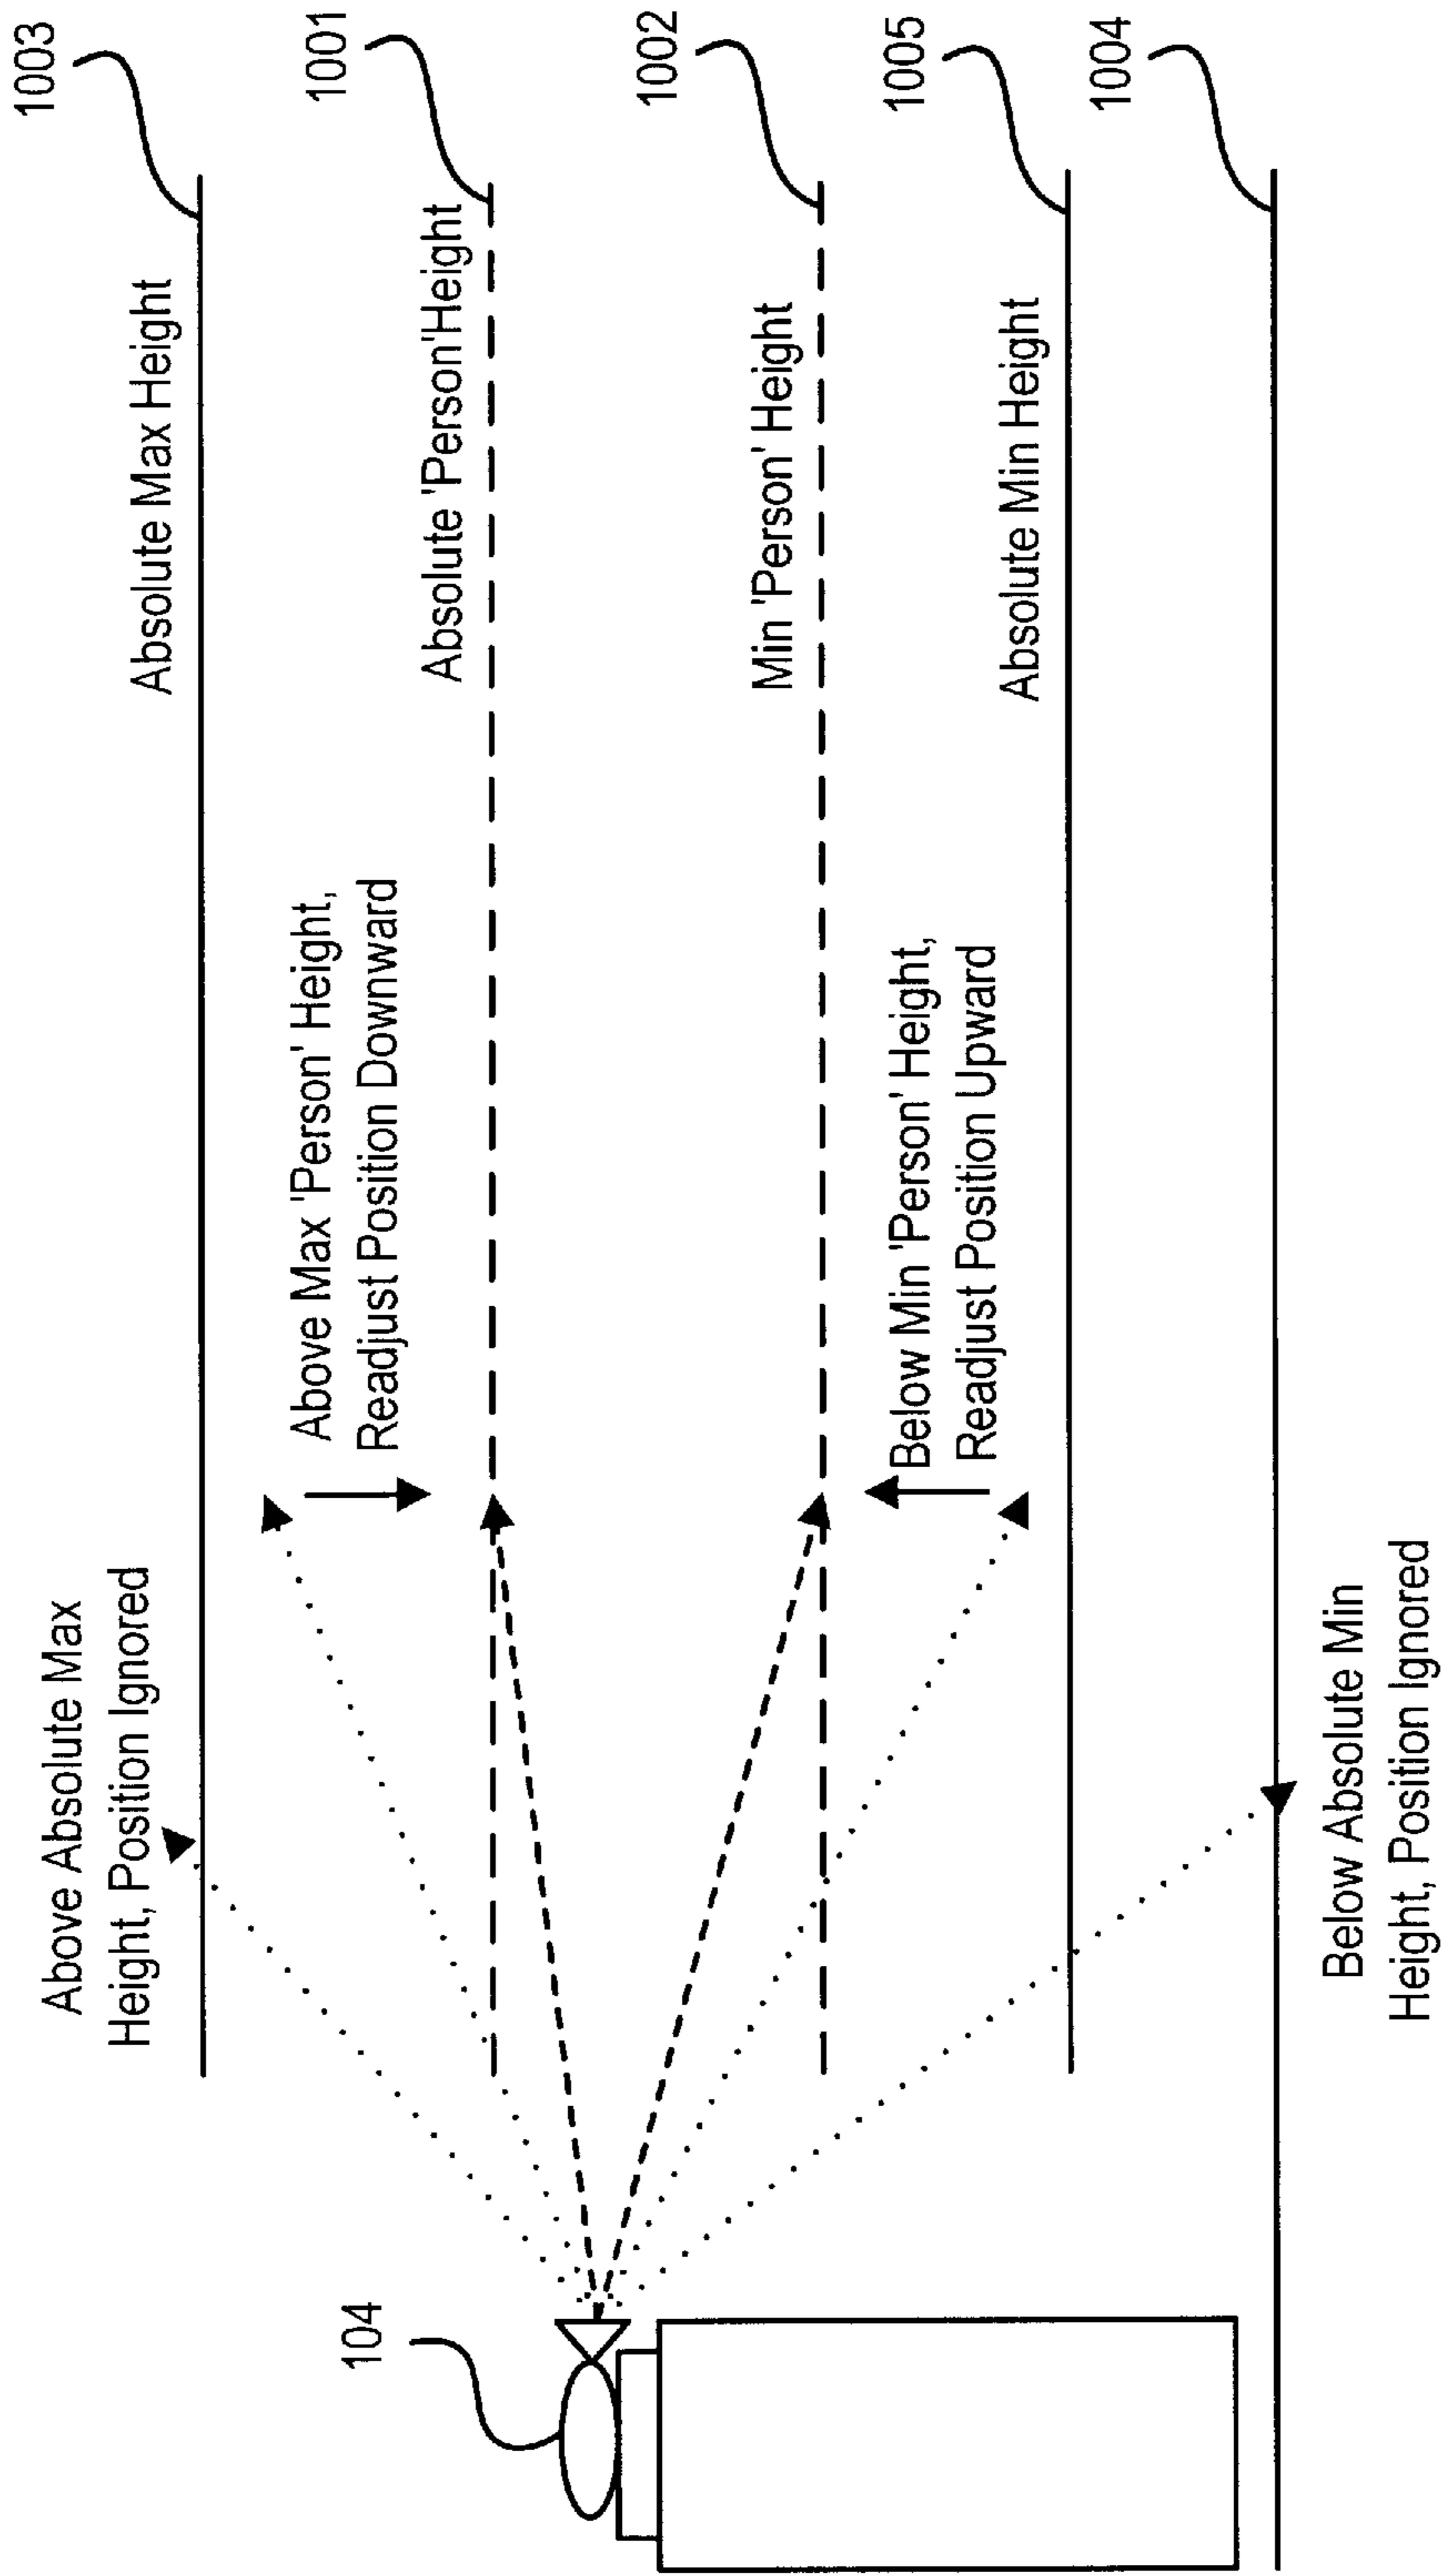 Above Absolute Max
Height, Position Ignored
Absolute Max Height
1003
Above Max 'Person' Height,
Readjust Position Downward
Absolute 'Person'Height
1001
104
Min 'Person' Height
1002
Below Min 'Person' Height,
Readjust Position Upward
Absolute Min Height
1005
1004
Below Absolute Min
Height, Position Ignored